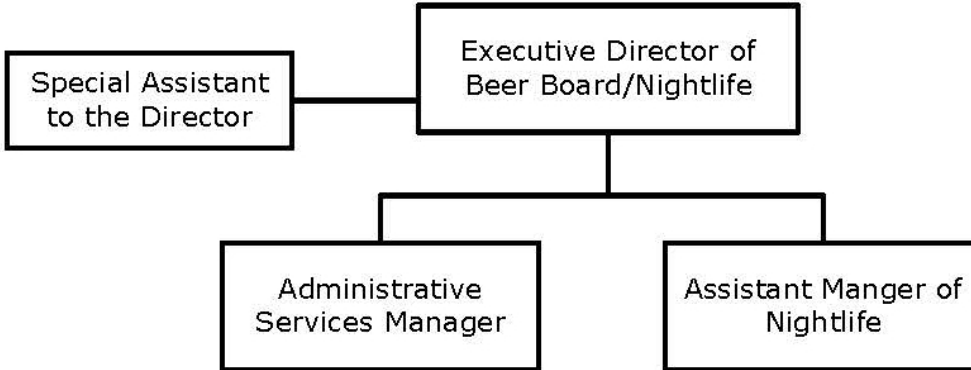 Executive Director of
Beer Board/Nightlife
Special Assistant
to the Director
Administrative
Services Manager
Assistant Manger of
Nightlife